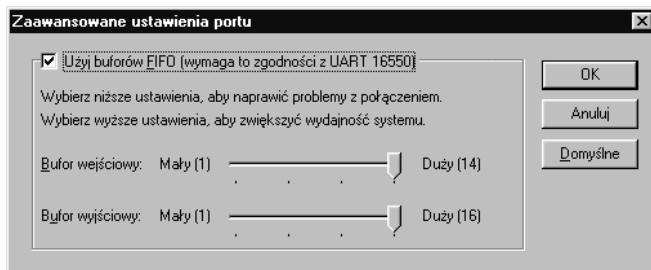 Zaawansowane ustawienia portu
Użyj buforów FIFO (wymaga to zgodności z UART 16550)
Wybierz niższe ustawienia, aby naprawić problemy z połączeniem.
Wybierz wyższe ustawienia, aby zwiększyć wydajność systemu.
Bufor wejściowy: Mały (1) Duży (14)
Bufor wyjściowy: Mały (1) Duży (16)
OK
Anuluj
Domyślne